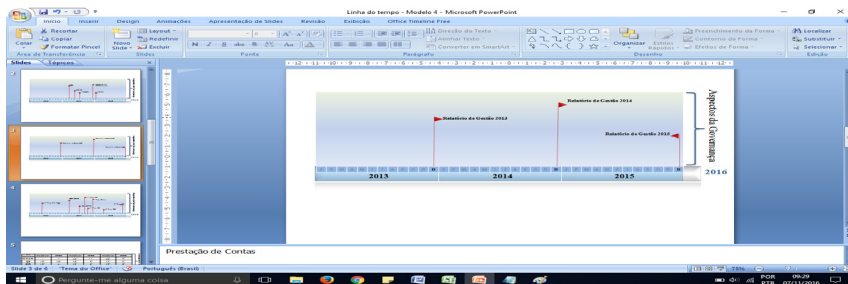 Linha do tempo - Modelo 4 - Microsoft PowerPoint
Início Inserir Design Animações Apresentação de Slides Revisão Exibição Office Timeline Free
Recortar
Copiar
Formatar Pincel
Colar
Área de Transferência
Novo Slide
Layout
Redefinir
Excluir
Slides
Fonte
Direção do Texto
Alinhar Texto
Converter em SmartArt
Parágrafo
Organizar
Estilos Rápidos
Preenchimento da Forma
Contorno da Forma
Efeitos de Forma
Desenho
Localizar
Substituir
Selecionar
Edição
Slides Tópicos
Relatório de Gestão 2014
Relatório de Gestão 2013
Relatório de Gestão 2015
Aspectos da Governança
2013 2014 2015 2016
Prestação de Contas
Slide 3 de 6 "Tema do Office" Português (Brasil) 75%
Pergunte-me alguma coisa
POR 09:29
PTB 07/11/2016